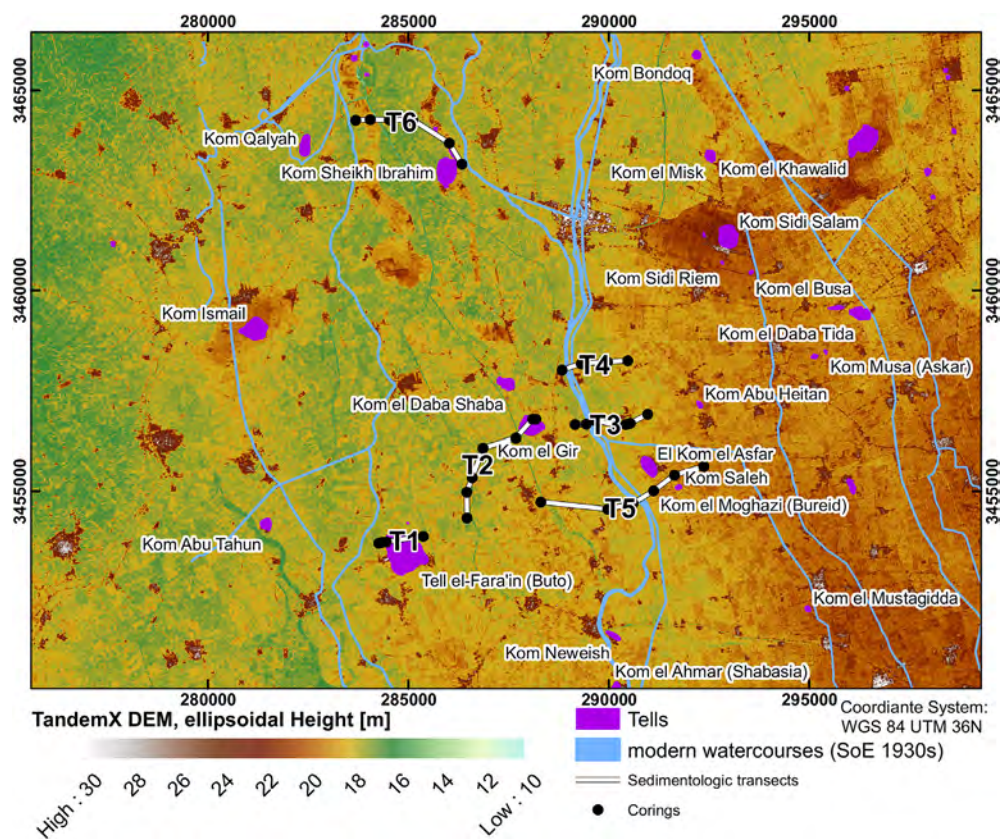 280000 285000 290000 295000
3465000
3465000
Kom Bondoq
T6
Kom Qalyah
Kom Sheikh Ibrahim
Kom el Misk
Kom el Khawalid
Kom Sidi Salam
3460000
3460000
Kom Sidi Riem
Kom el Busa
Kom Ismail
Kom el Daba Tida
T4
Kom Musa (Askar)
Kom el Daba Shaba
Kom Abu Heitan
T3
Kom el Gir
El Kom el Asfar
T2
Kom Saleh
3455000
3455000
T5
Kom el Moghazi (Bureid)
T1
Kom Abu Tahun
Tell el-Fara'in (Buto)
Kom el Mustagidda
Kom Neweish
Kom el Ahmar (Shabasia)
280000 285000 290000 295000
TandemX DEM, ellipsoidal Height [m]
High : 30 28 26 24 22 20 18 16 14 12 Low : 10
Tells
modern watercourses (SoE 1930s)
Sedimentologic transects
Corings
Coordiante System:
WGS 84 UTM 36N